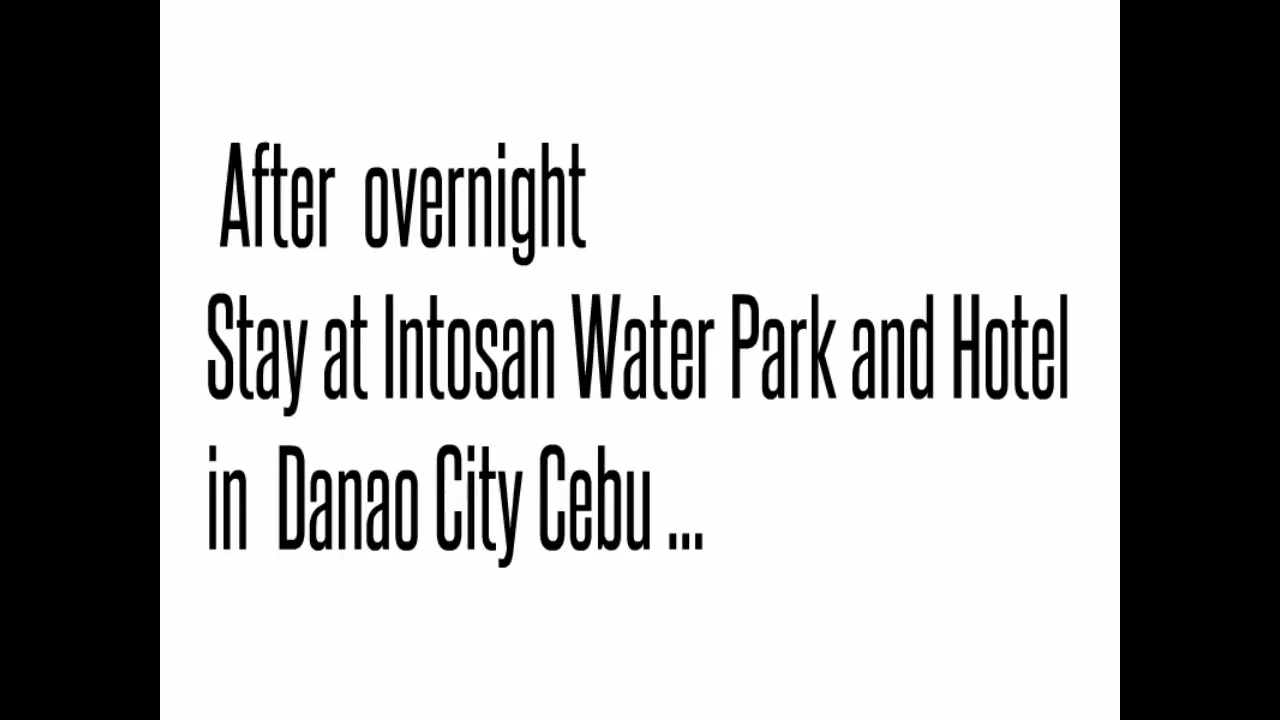 After overnight
Stay at Intosan Water Park and Hotel
in Danao City Cebu ...